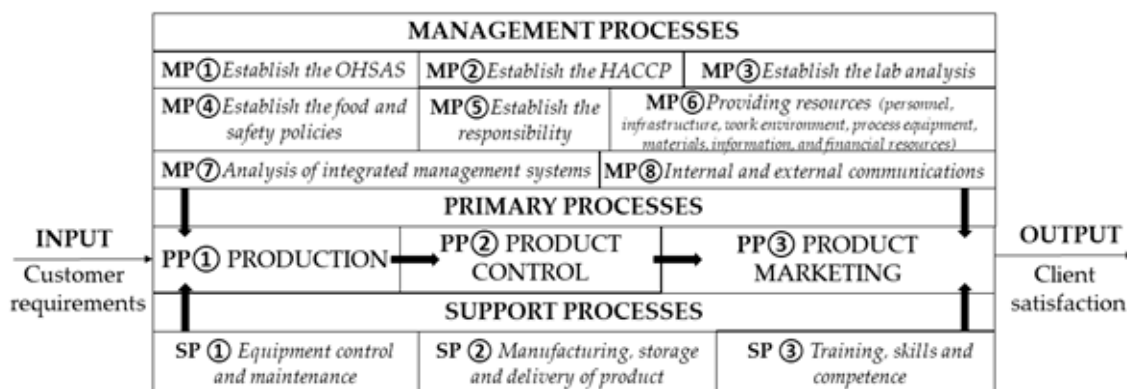 MANAGEMENT PROCESSES
MP① Establish the OHSAS
MP② Establish the HACCP
MP③ Establish the lab analysis
MP④ Establish the food and
safety policies
MP⑤ Establish the
responsibility
MP⑥ Providing resources (personnel,
infrastructure, work environment, process equipment,
materials, information, and financial resources)
MP⑦ Analysis of integrated management systems
MP⑧ Internal and external communications
PRIMARY PROCESSES
INPUT
Customer
requirements
PP① PRODUCTION
PP② PRODUCT
CONTROL
PP③ PRODUCT
MARKETING
OUTPUT
Client
satisfaction
SUPPORT PROCESSES
SP ① Equipment control
and maintenance
SP ② Manufacturing, storage
and delivery of product
SP ③ Training, skills and
competence